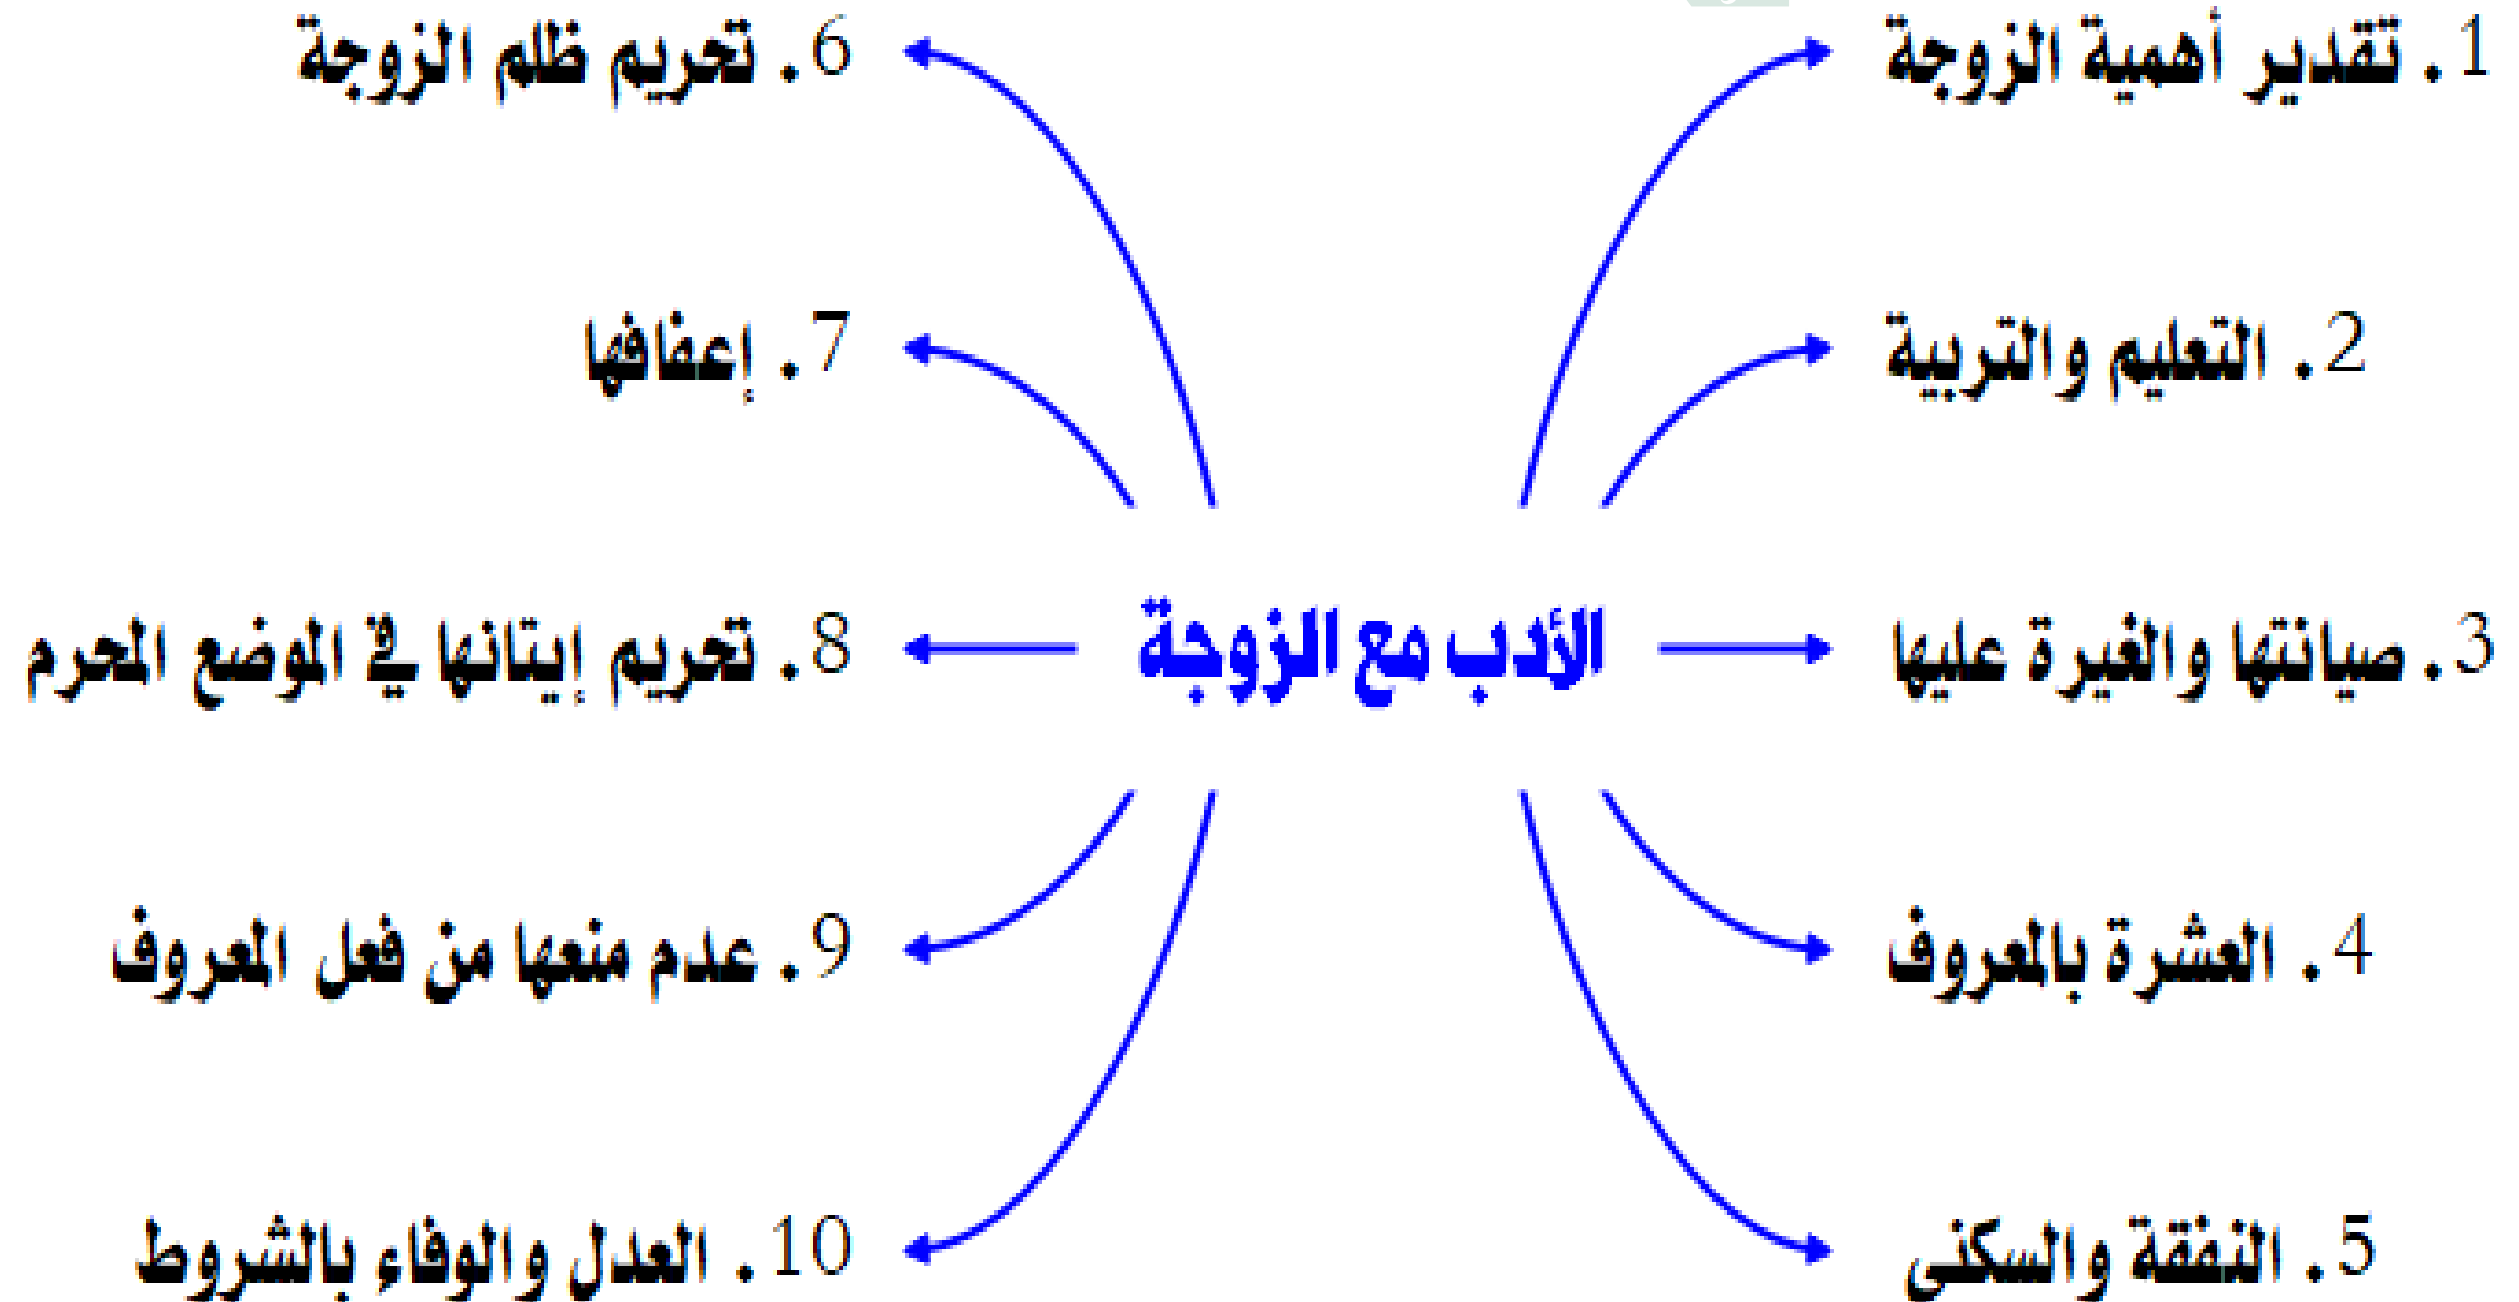 1. تقدير أهمية الزوجة
2. التعليم والتربية
3. صيانتها والغيرة عليها
4. العشرة بالمعروف
5. النفقة والسكنى
الأدب مع الزوجة
6. تحريم ظلم الزوجة
7. إعفافها
8. تحريم إيتانها في الموضع المحرم
9. عدم منعها من فعل المعروف
10. العدل والوفاء بالشروط